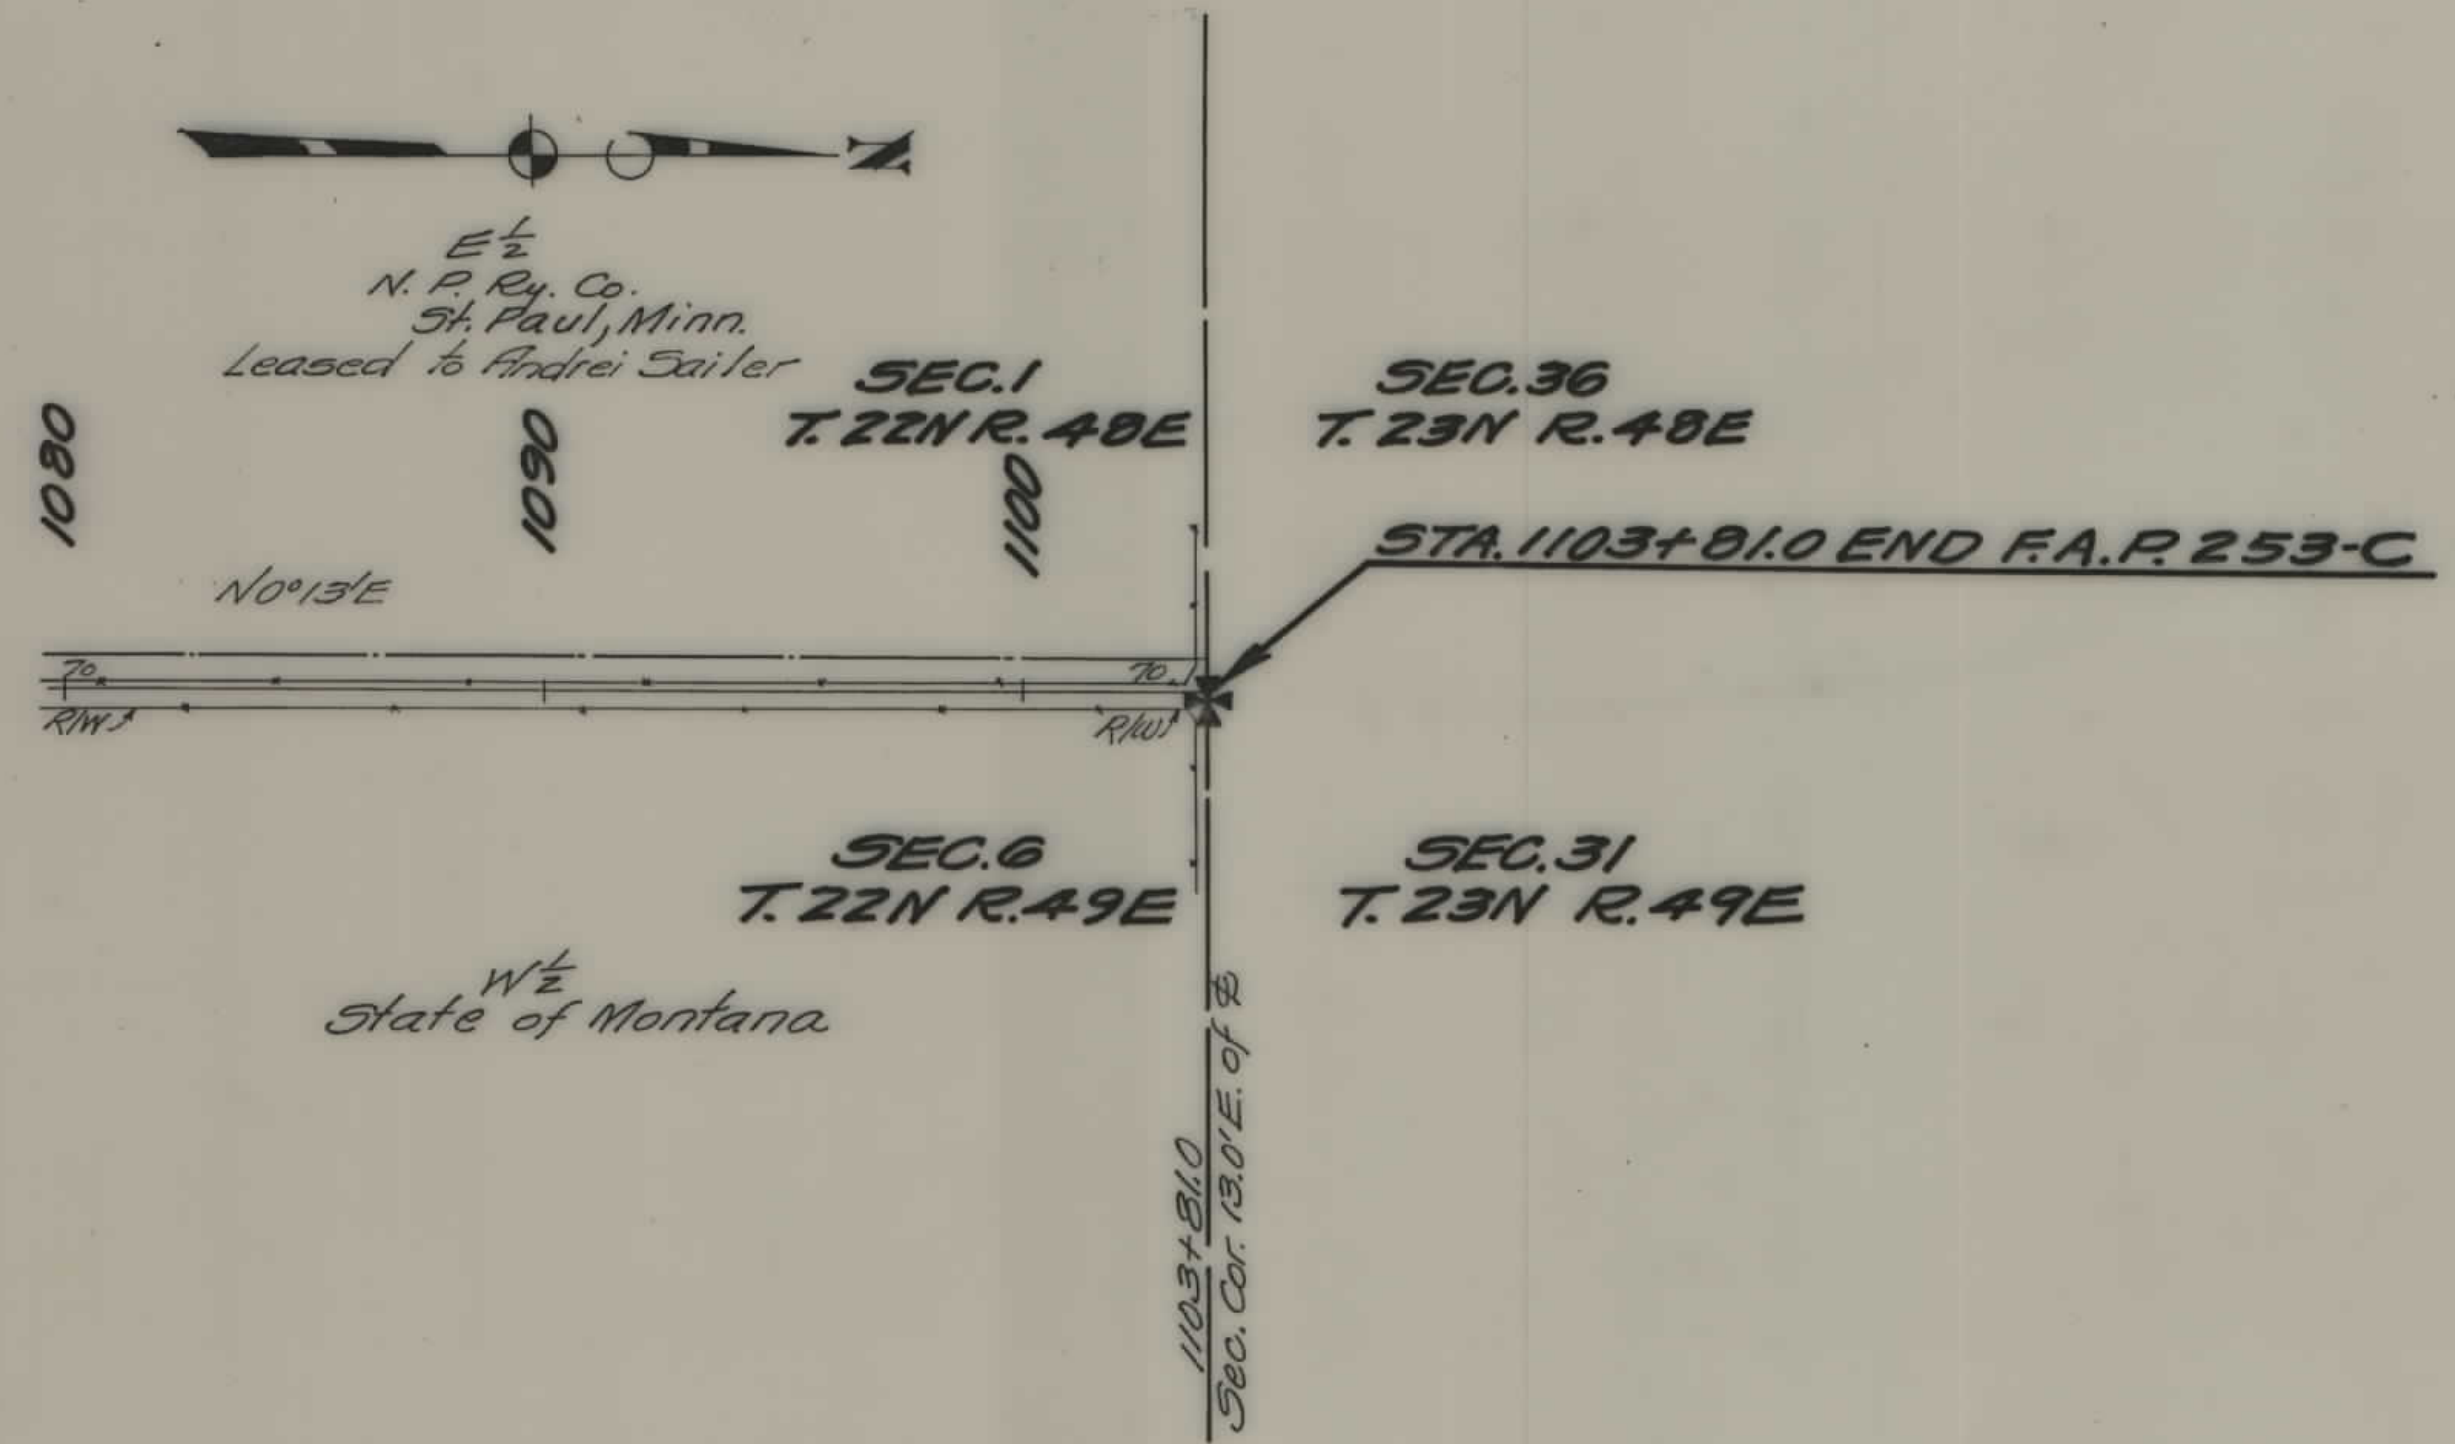 N
E 1/2
N. P. Ry. Co.
St. Paul, Minn.
Leased to Andrei Sailer
SEC. 1
T. 22N R. 48E
SEC. 36
T. 23N R. 48E
1080
1090
1100
STA. 1103+81.0 END F.A.P. 253-C
N0°13'E
70
70
R/W
R/W
SEC. 6
T. 22N R. 49E
SEC. 31
T. 23N R. 49E
W 1/2
State of Montana
1103+81.0
Sec. Cor. 13.0'E. of